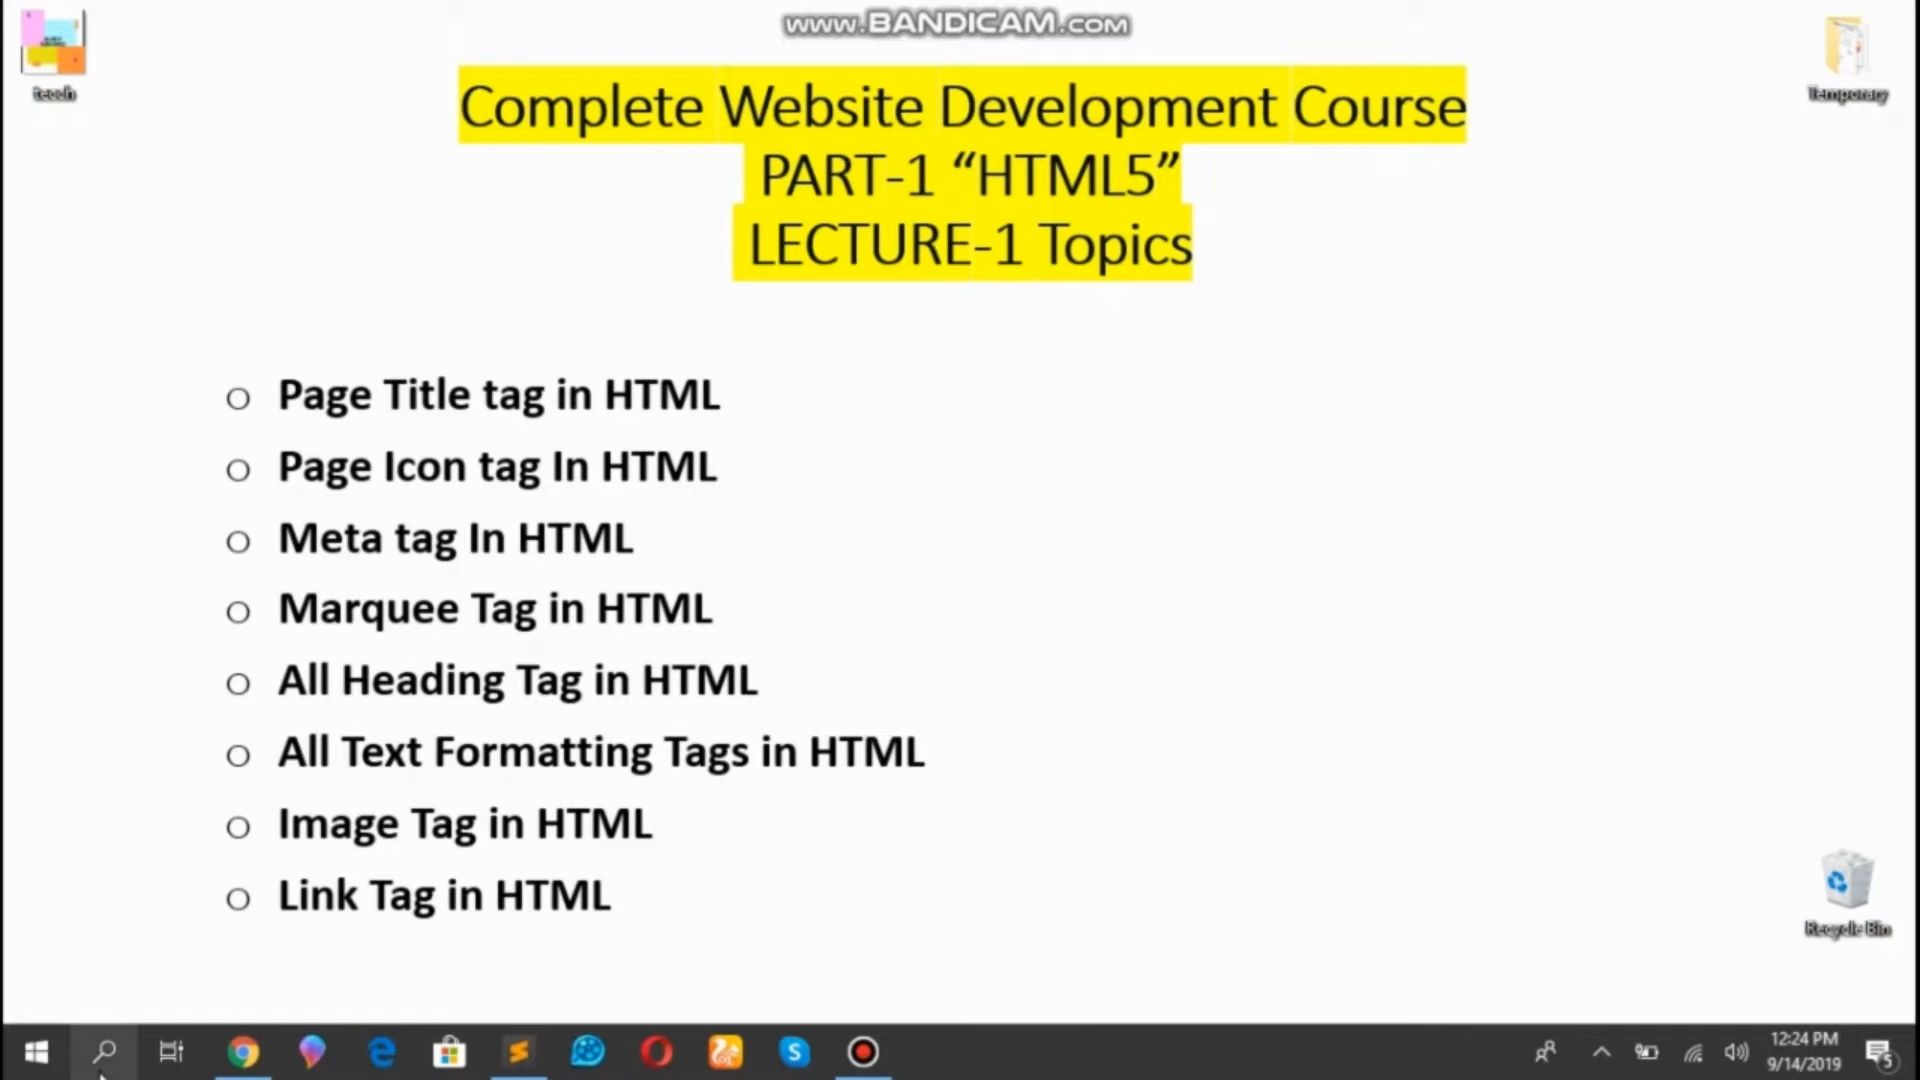 www.BANDICAM.com
tecch
Temporary
Complete Website Development Course
PART-1 “HTML5”
LECTURE-1 Topics
Page Title tag in HTML
Page Icon tag In HTML
Meta tag In HTML
Marquee Tag in HTML
All Heading Tag in HTML
All Text Formatting Tags in HTML
Image Tag in HTML
Link Tag in HTML
Recycle Bin
12:24 PM
9/14/2019
5